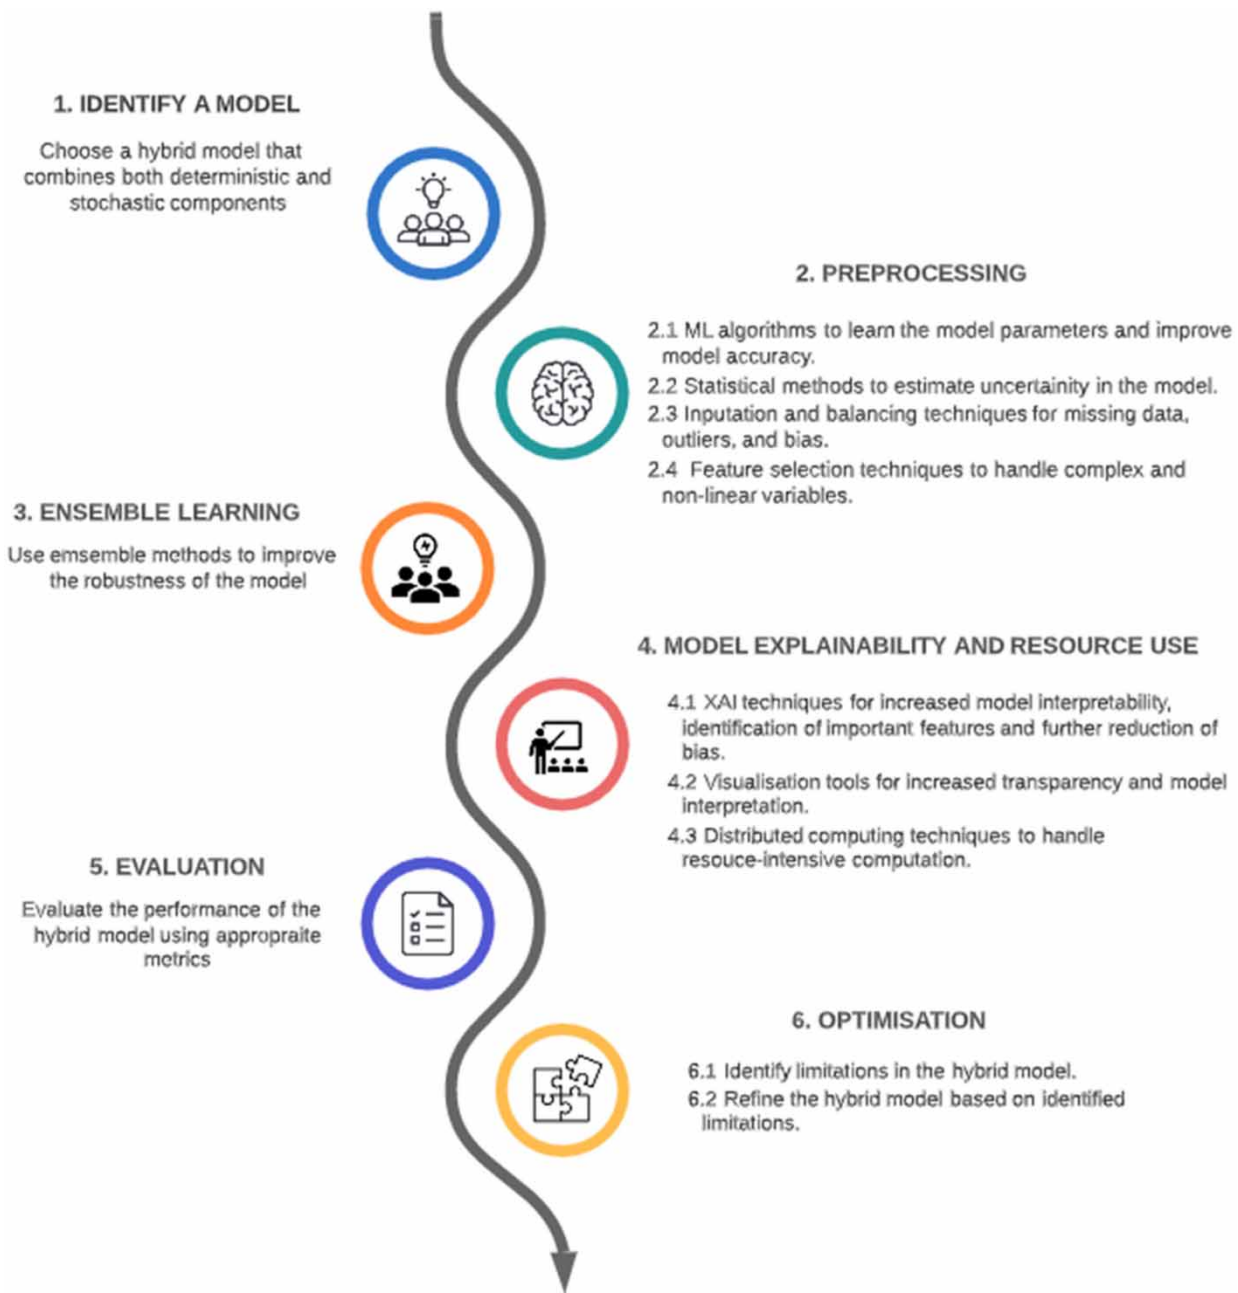 1. IDENTIFY A MODEL
Choose a hybrid model that
combines both deterministic and
stochastic components
2. PREPROCESSING
2.1 ML algorithms to learn the model parameters and improve
model accuracy.
2.2 Statistical methods to estimate uncertainity in the model.
2.3 Inputation and balancing techniques for missing data,
outliers, and bias.
2.4 Feature selection techniques to handle complex and
non-linear variables.
3. ENSEMBLE LEARNING
Use emsemble methods to improve
the robustness of the model
4. MODEL EXPLAINABILITY AND RESOURCE USE
4.1 XAI techniques for increased model interpretability,
identification of important features and further reduction of
bias.
4.2 Visualisation tools for increased transparency and model
interpretation.
4.3 Distributed computing techniques to handle
resouce-intensive computation.
5. EVALUATION
Evaluate the performance of the
hybrid model using appropraite
metrics
6. OPTIMISATION
6.1 Identify limitations in the hybrid model.
6.2 Refine the hybrid model based on identified
limitations.